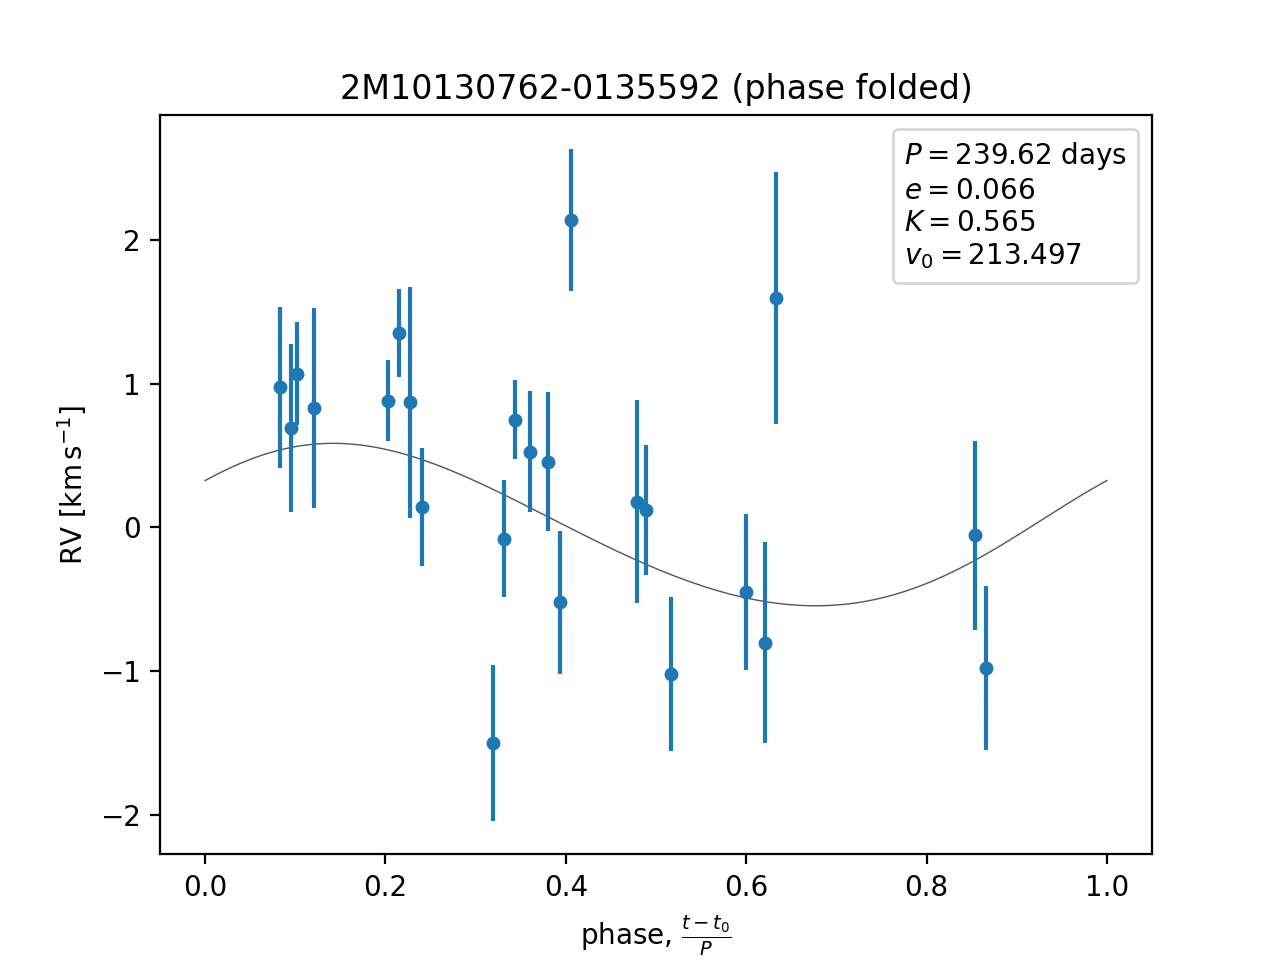 2M10130762-0135592 (phase folded)
P = 239.62 days
e = 0.066
K = 0.565
v₀ = 213.497
2
1
0
−1
−2
RV [km s⁻¹]
0.0 0.2 0.4 0.6 0.8 1.0
phase, (t − t₀)/P